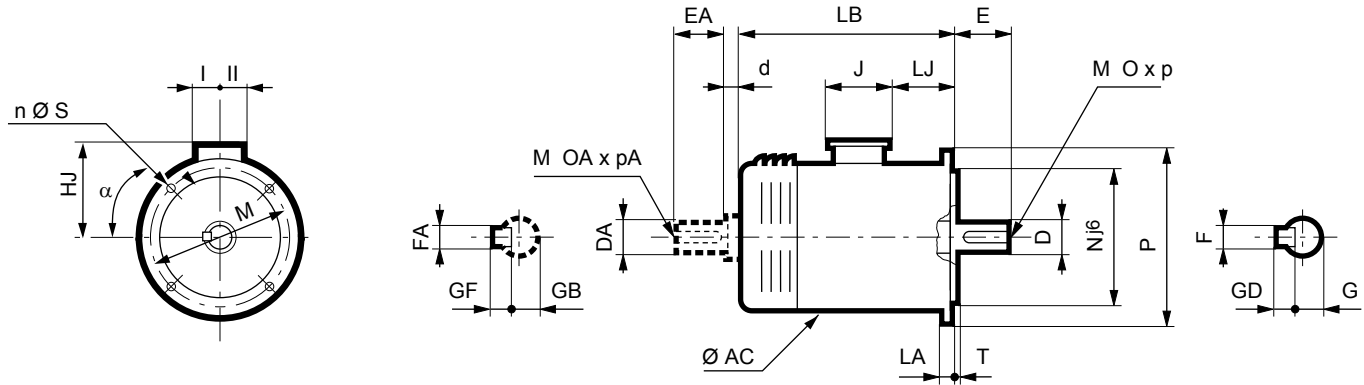 I II
n Ø S
HJ
α
M
EA
LB
E
d
J
LJ
M O x p
M OA x pA
FA
DA
GF
GB
D
Nj6
P
F
GD
G
Ø AC
LA
T